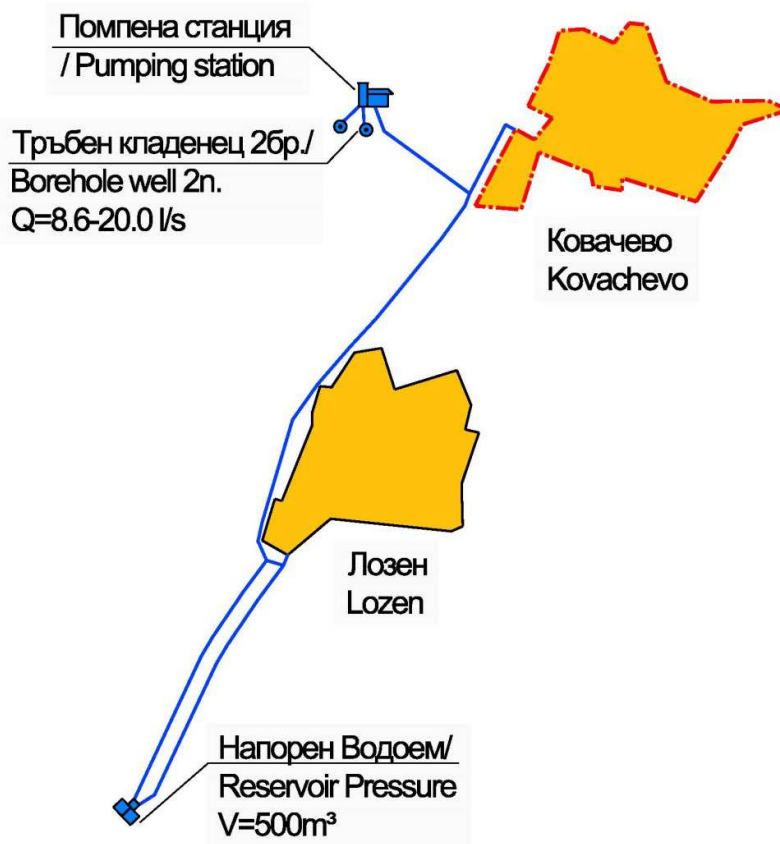 Помпена станция
/ Pumping station
Тръбен кладенец 2бр./
Borehole well 2n.
Q=8.6-20.0 l/s
Ковачево
Kovachevo
Лозен
Lozen
Напорен Водоем/
Reservoir Pressure
V=500m³